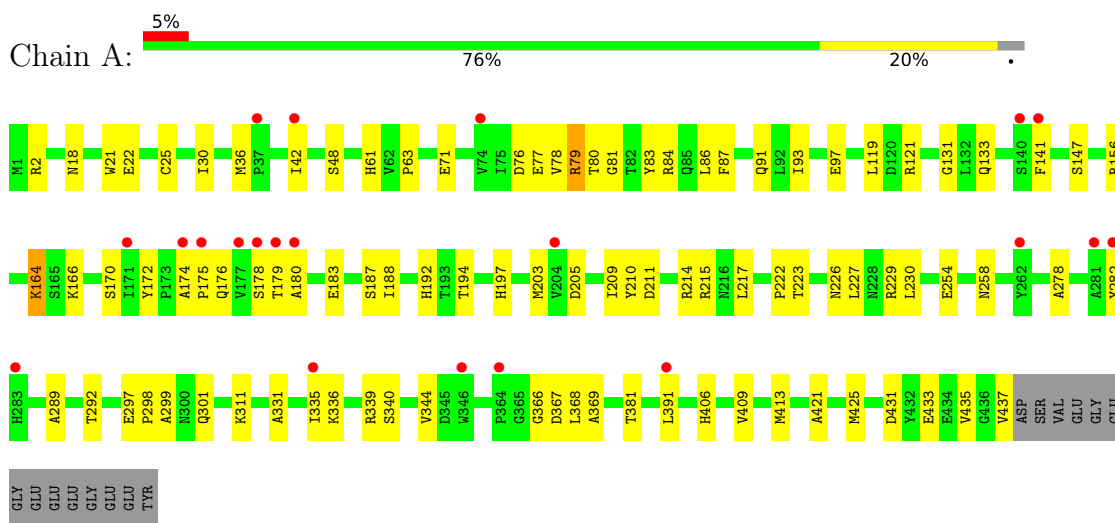 5%
Chain A:
76% 20% •
M1 R2 N18 W21 E22 C25 I30 M36 P37 I42 S48 H61 V62 P63 E71 V74 I75 D76 E77 V78 R79 T80 G81 T82 Y83 R84 Q85 L86 F87 Q91 L92 I93 E97 L119 D120 R121 G131 L132 Q133 S140 F141 S147 R156
K164 S165 K166 S170 I171 Y172 P173 A174 P175 Q176 V177 S178 T179 A180 E183 S187 I188 H192 T193 T194 H197 M203 V204 D205 I209 Y210 D211 R214 R215 N216 L217 P222 T223 N226 L227 N228 R229 L230 E254 N258 Y262 A278 A281 Y282
H283 A289 T292 E297 P298 A299 N300 Q301 K311 A331 I335 K336 R339 S340 V344 D345 W346 P364 G365 G366 D367 L368 A369 T381 L391 H406 V409 M413 A421 M425 D431 Y432 E433 E434 V435 G436 V437 ASP SER VAL GLU GLY GLU
GLY GLU GLU GLU GLY GLU GLU TYR